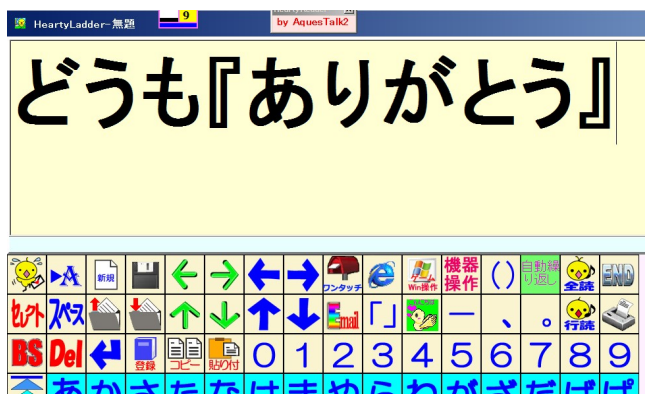 HeartyLadder-無題
9
by AquesTalk2
どうも『ありがとう』
A 新規 ワンタッチ Win操作 機器操作 () 自動繰り返し 全読 END
セレクト スペース Email 「」 ー 、 。 行読
BS Del 登録 コピー 貼り付 0 1 2 3 4 5 6 7 8 9
あ か さ た な は ま や ら わ が ざ だ ば ぱ